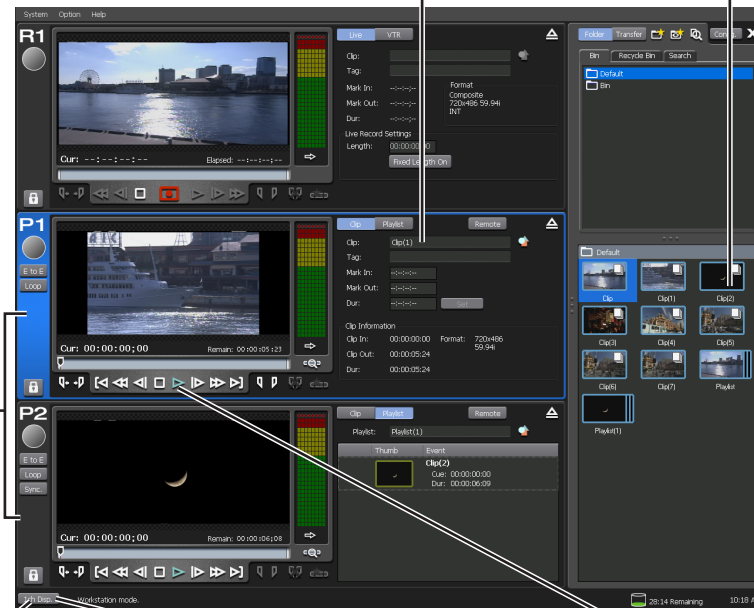 System Option Help
R1
Cur: --:--:--:--
Elapsed: --:--:--:--
Live VTR
Clip:
Tag:
Mark In: --:--:--:--
Mark Out: --:--:--:--
Dur: --:--:--:--
Format
Composite
720x486 59.94i
INT
Live Record Settings
Length: 00:00:00:00
Fixed Length On
P1
E to E
Loop
Cur: 00:00:00;00
Remain: 00:00:05;23
Clip Playlist Remote
Clip: Clip(1)
Tag:
Mark In: --:--:--:--
Mark Out: --:--:--:--
Dur: --:--:--:--
Set
Clip Information
Clip In: 00:00:00:00 Format: 720x486
59.94i
Clip Out: 00:00:05:24
Dur: 00:00:05:24
P2
E to E
Loop
Sync.
Cur: 00:00:00;00
Remain: 00:00:06;08
Clip Playlist Remote
Playlist: Playlist(1)
Thumb Event
Clip(2)
Cue: 00:00:00:00
Dur: 00:00:06:09
Folder Transfer
Bin Recycle Bin Search
Default
Bin
Default
Clip Clip(1) Clip(2)
Clip(3) Clip(4) Clip(5)
Clip(6) Clip(7) Playlist
Playlist(1)
Workstation mode.
28:14 Remaining
10:18